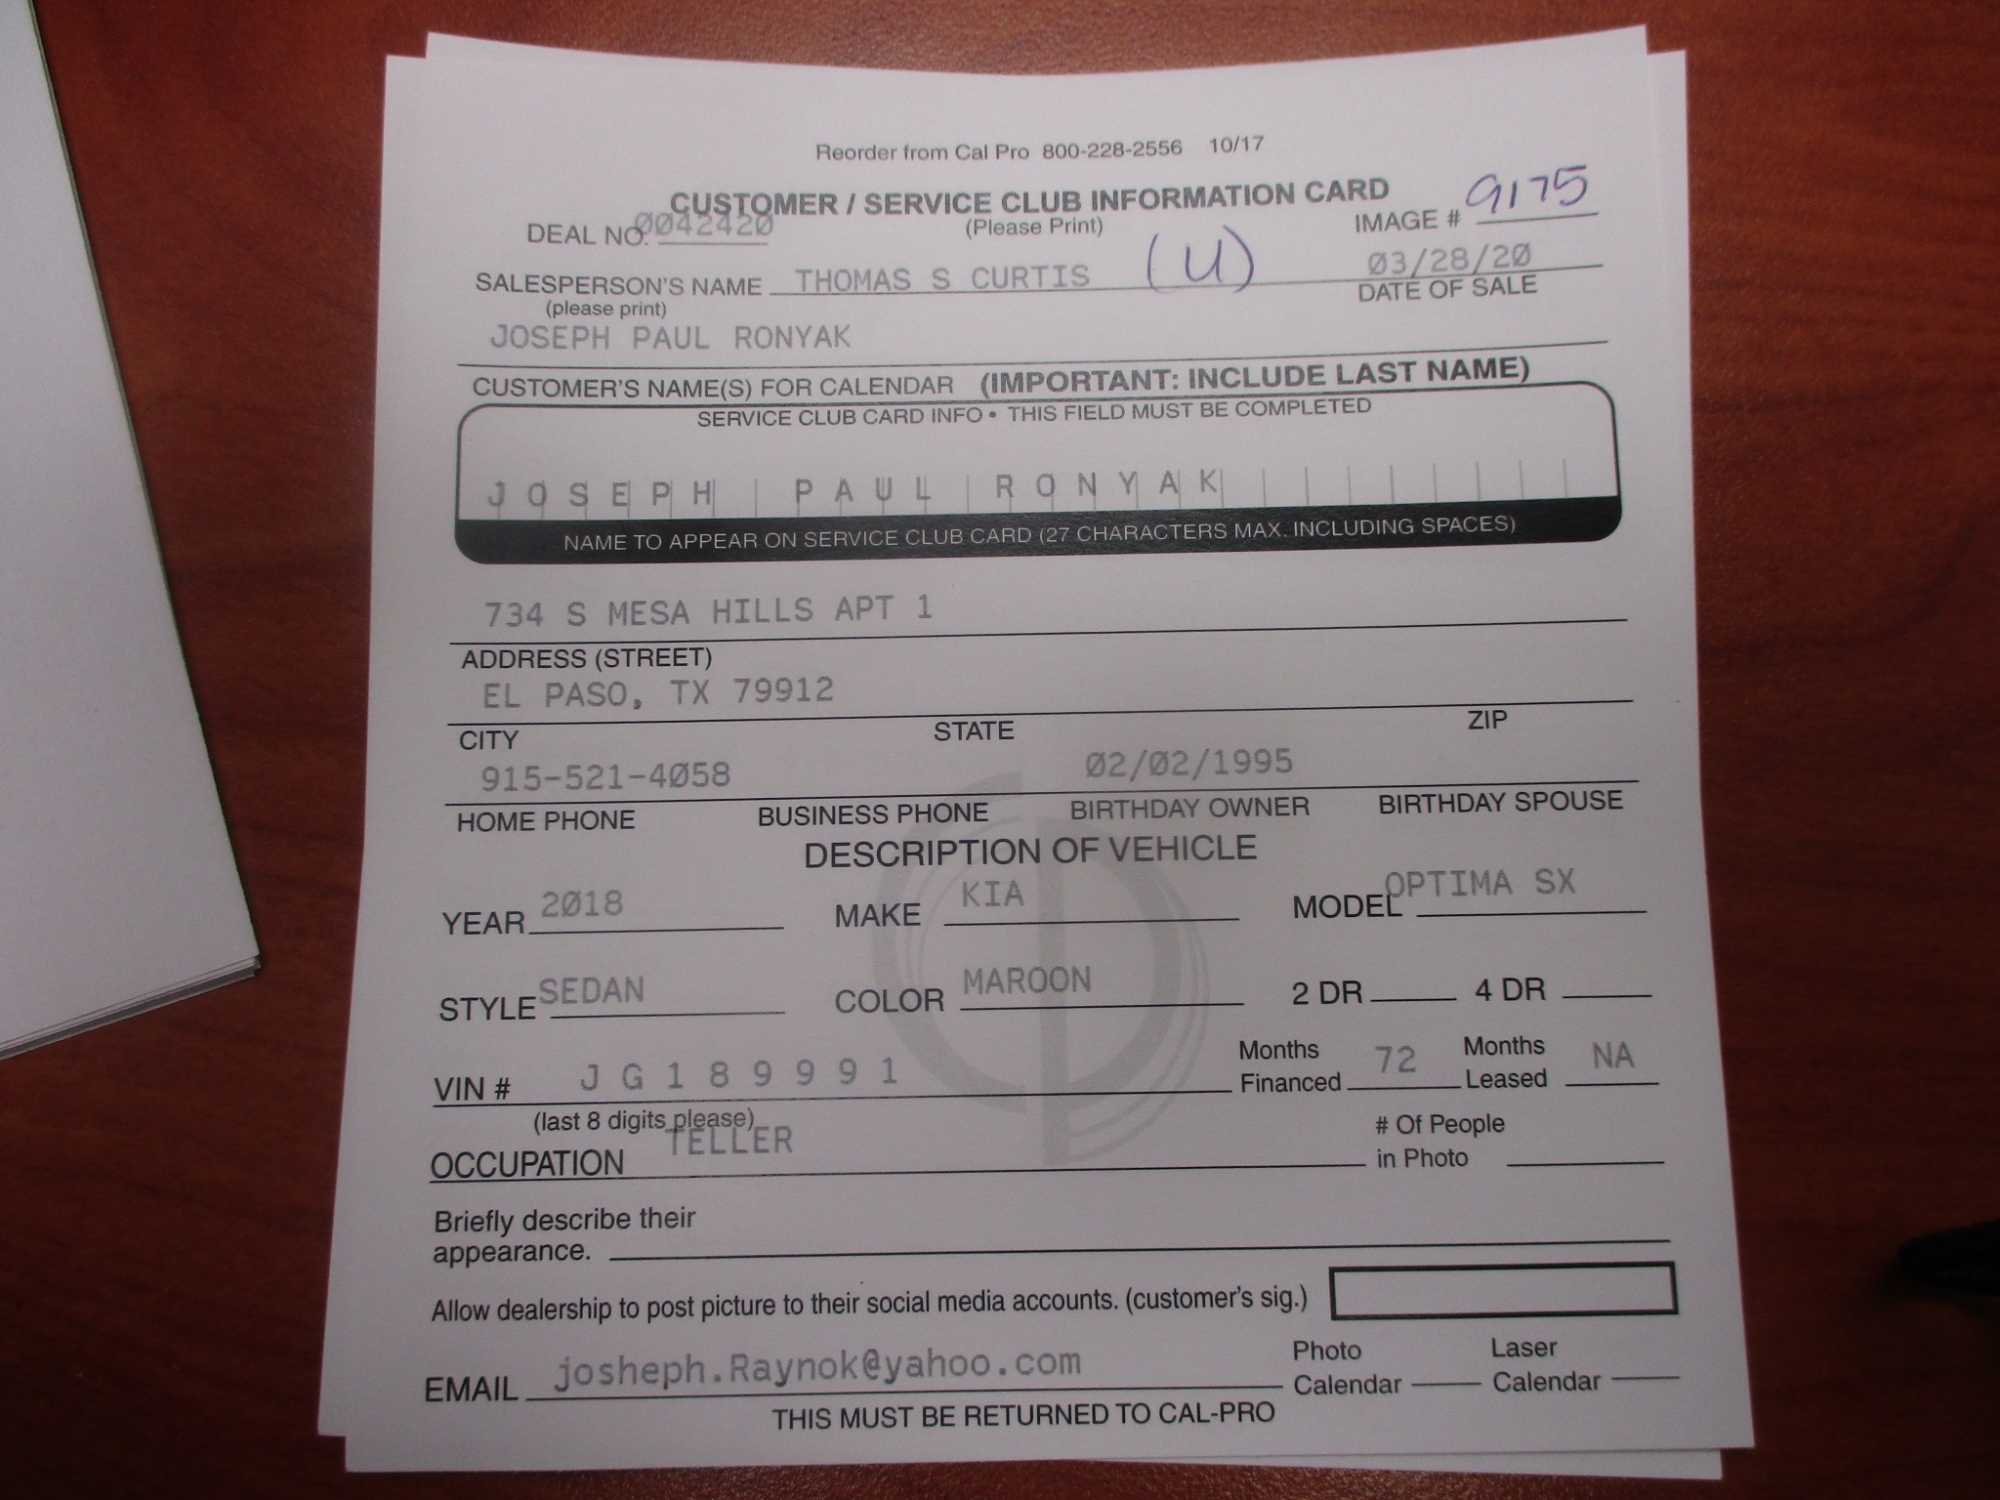 Reorder from Cal Pro 800-228-2556 10/17
CUSTOMER / SERVICE CLUB INFORMATION CARD
DEAL NO. 0042420 (Please Print) IMAGE # 9175
SALESPERSON'S NAME THOMAS S CURTIS (U) 03/28/20
(please print) DATE OF SALE
JOSEPH PAUL RONYAK
CUSTOMER'S NAME(S) FOR CALENDAR (IMPORTANT: INCLUDE LAST NAME)
SERVICE CLUB CARD INFO • THIS FIELD MUST BE COMPLETED
JOSEPH PAUL RONYAK
NAME TO APPEAR ON SERVICE CLUB CARD (27 CHARACTERS MAX. INCLUDING SPACES)
734 S MESA HILLS APT 1
ADDRESS (STREET)
EL PASO, TX 79912
CITY STATE ZIP
915-521-4058 02/02/1995
HOME PHONE BUSINESS PHONE BIRTHDAY OWNER BIRTHDAY SPOUSE
DESCRIPTION OF VEHICLE
YEAR 2018 MAKE KIA MODEL OPTIMA SX
STYLE SEDAN COLOR MAROON 2 DR 4 DR
VIN # JG189991 Months Financed 72 Months Leased NA
(last 8 digits please)
OCCUPATION TELLER # Of People in Photo
Briefly describe their
appearance.
Allow dealership to post picture to their social media accounts. (customer's sig.)
EMAIL josheph.Raynok@yahoo.com Photo Calendar Laser Calendar
THIS MUST BE RETURNED TO CAL-PRO